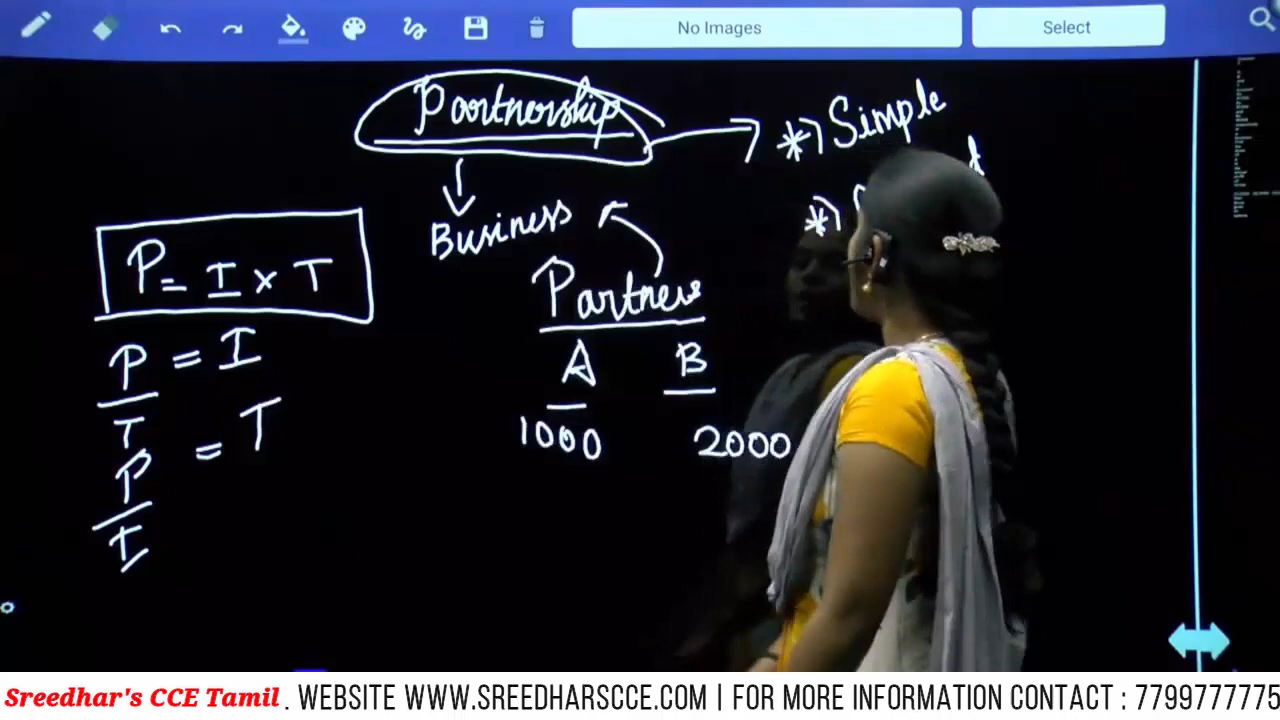 No Images
Select
Partnership
*) Simple
*)
Business
P = I x T
Partners
P/T = I
A B
1000 2000
P/I = T
Sreedhar's CCE Tamil . WEBSITE WWW.SREEDHARSCCE.COM | FOR MORE INFORMATION CONTACT : 7799777775